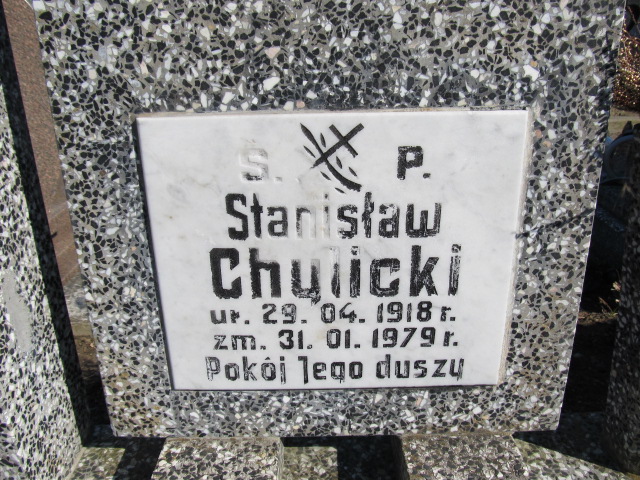 Ś. P.
Stanisław
Chylicki
ur. 29. 04. 1918 r.
zm. 31. 01. 1979 r.
Pokój Jego duszy